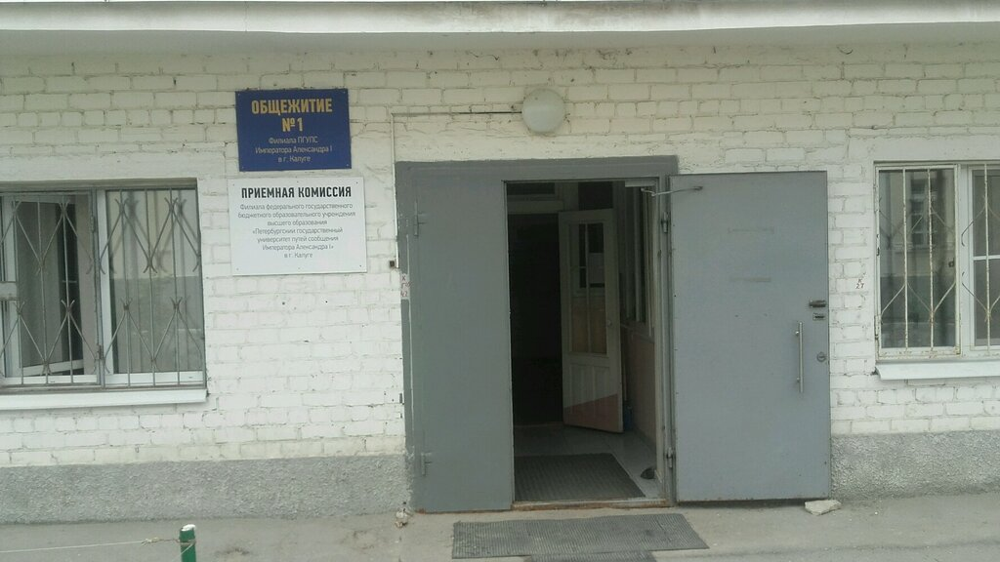 ОБЩЕЖИТИЕ
№1
Филиала ПГУПС
Императора Александра I
в г. Калуге
ПРИЕМНАЯ КОМИССИЯ
Филиала федерального государственного
бюджетного образовательного учреждения
высшего образования
«Петербургский государственный
университет путей сообщения
Императора Александра I»
в г. Калуге